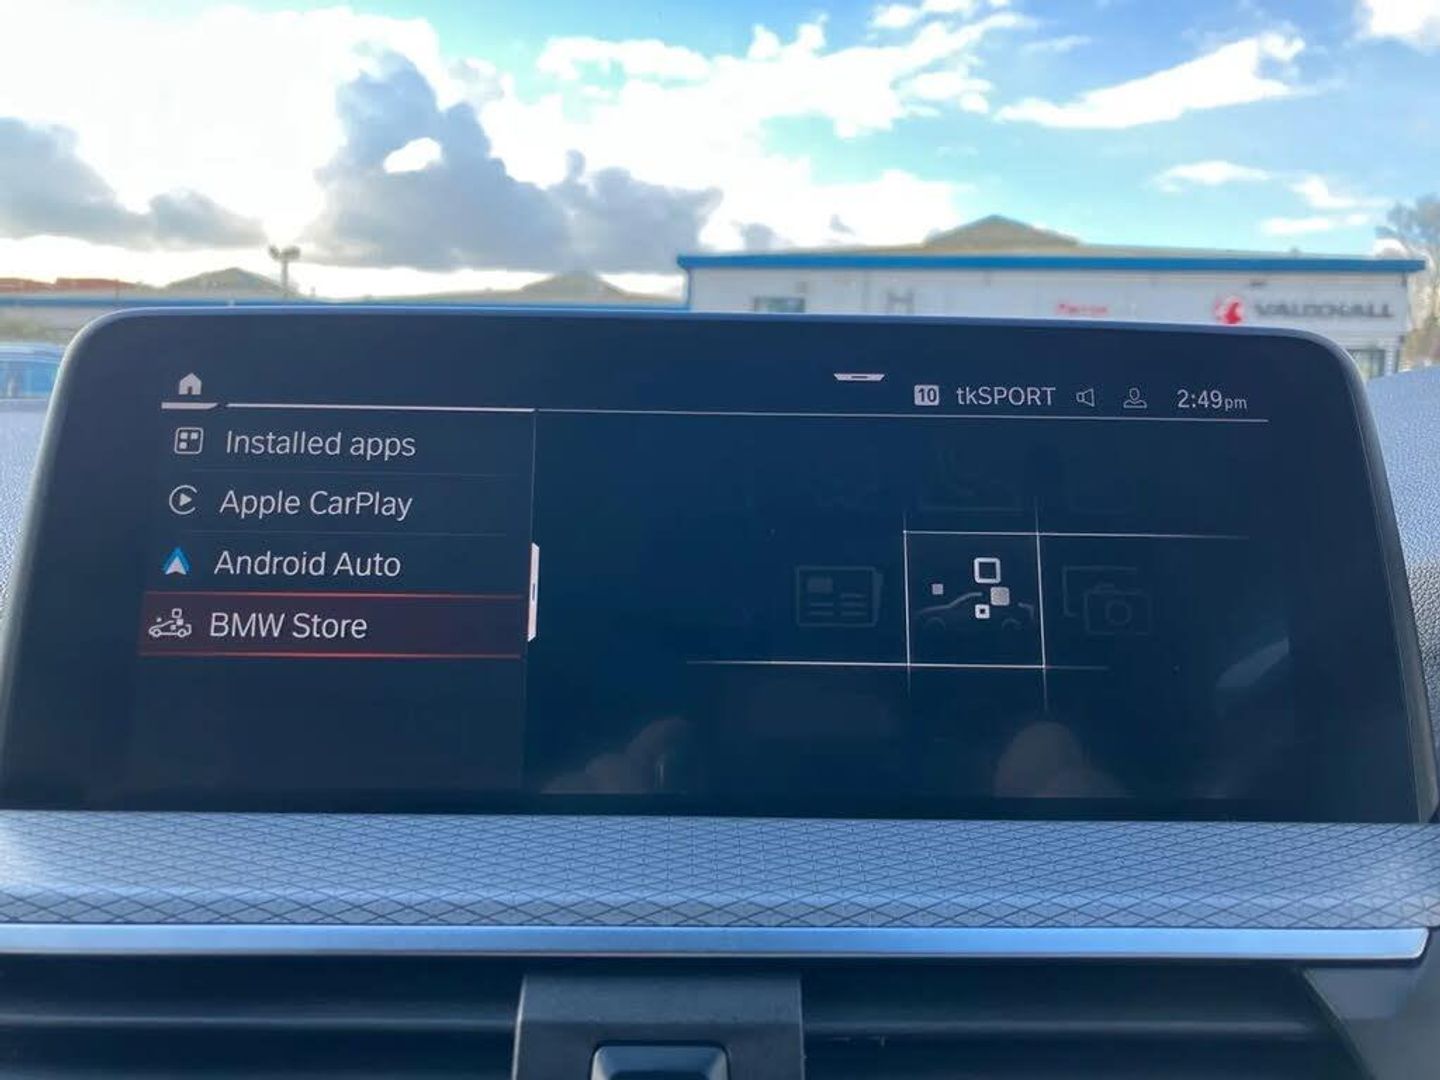 VAUXHALL
10 tkSPORT 2:49pm
Installed apps
Apple CarPlay
Android Auto
BMW Store